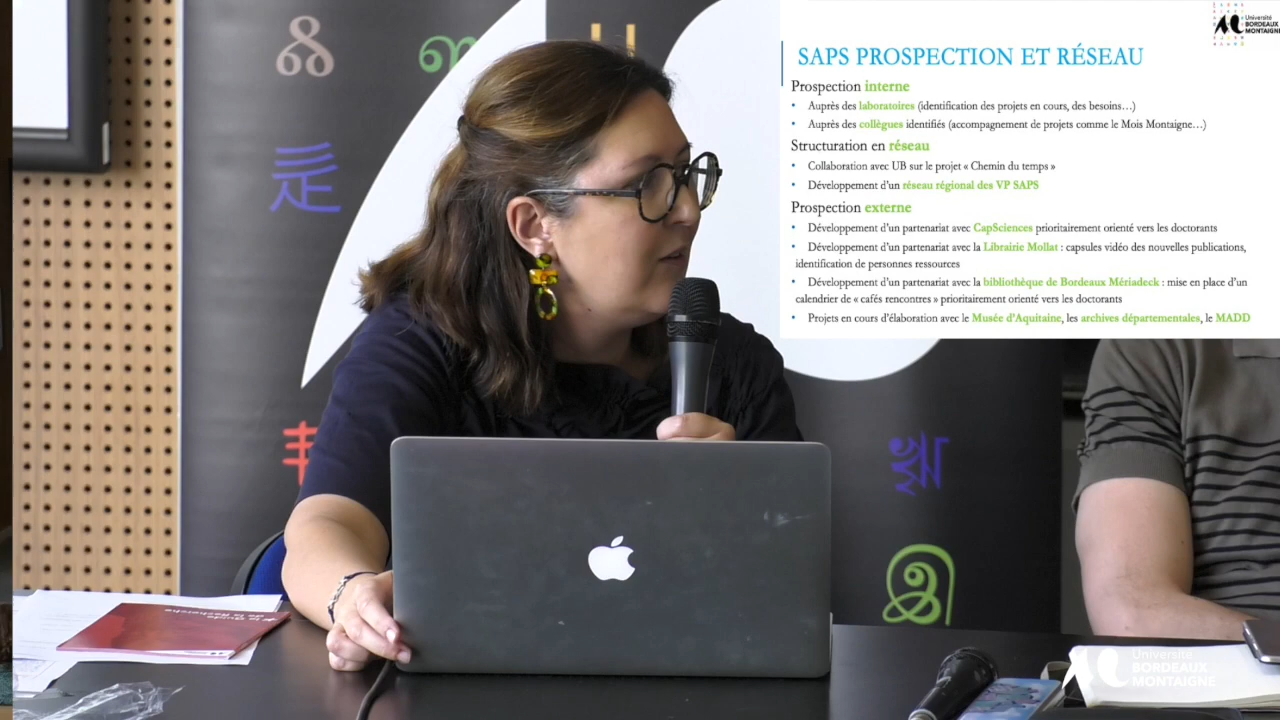 Université
BORDEAUX
MONTAIGNE
SAPS PROSPECTION ET RÉSEAU
Prospection interne
• Auprès des laboratoires (identification des projets en cours, des besoins…)
• Auprès des collègues identifiés (accompagnement de projets comme le Mois Montaigne…)
Structuration en réseau
• Collaboration avec UB sur le projet « Chemin du temps »
• Développement d'un réseau régional des VP SAPS
Prospection externe
• Développement d'un partenariat avec CapSciences prioritairement orienté vers les doctorants
• Développement d'un partenariat avec la Librairie Mollat : capsules vidéo des nouvelles publications,
identification de personnes ressources
• Développement d'un partenariat avec la bibliothèque de Bordeaux Mériadeck : mise en place d'un
calendrier de « cafés rencontres » prioritairement orienté vers les doctorants
• Projets en cours d'élaboration avec le Musée d'Aquitaine, les archives départementales, le MADD
de la Recherche
Université
BORDEAUX
MONTAIGNE